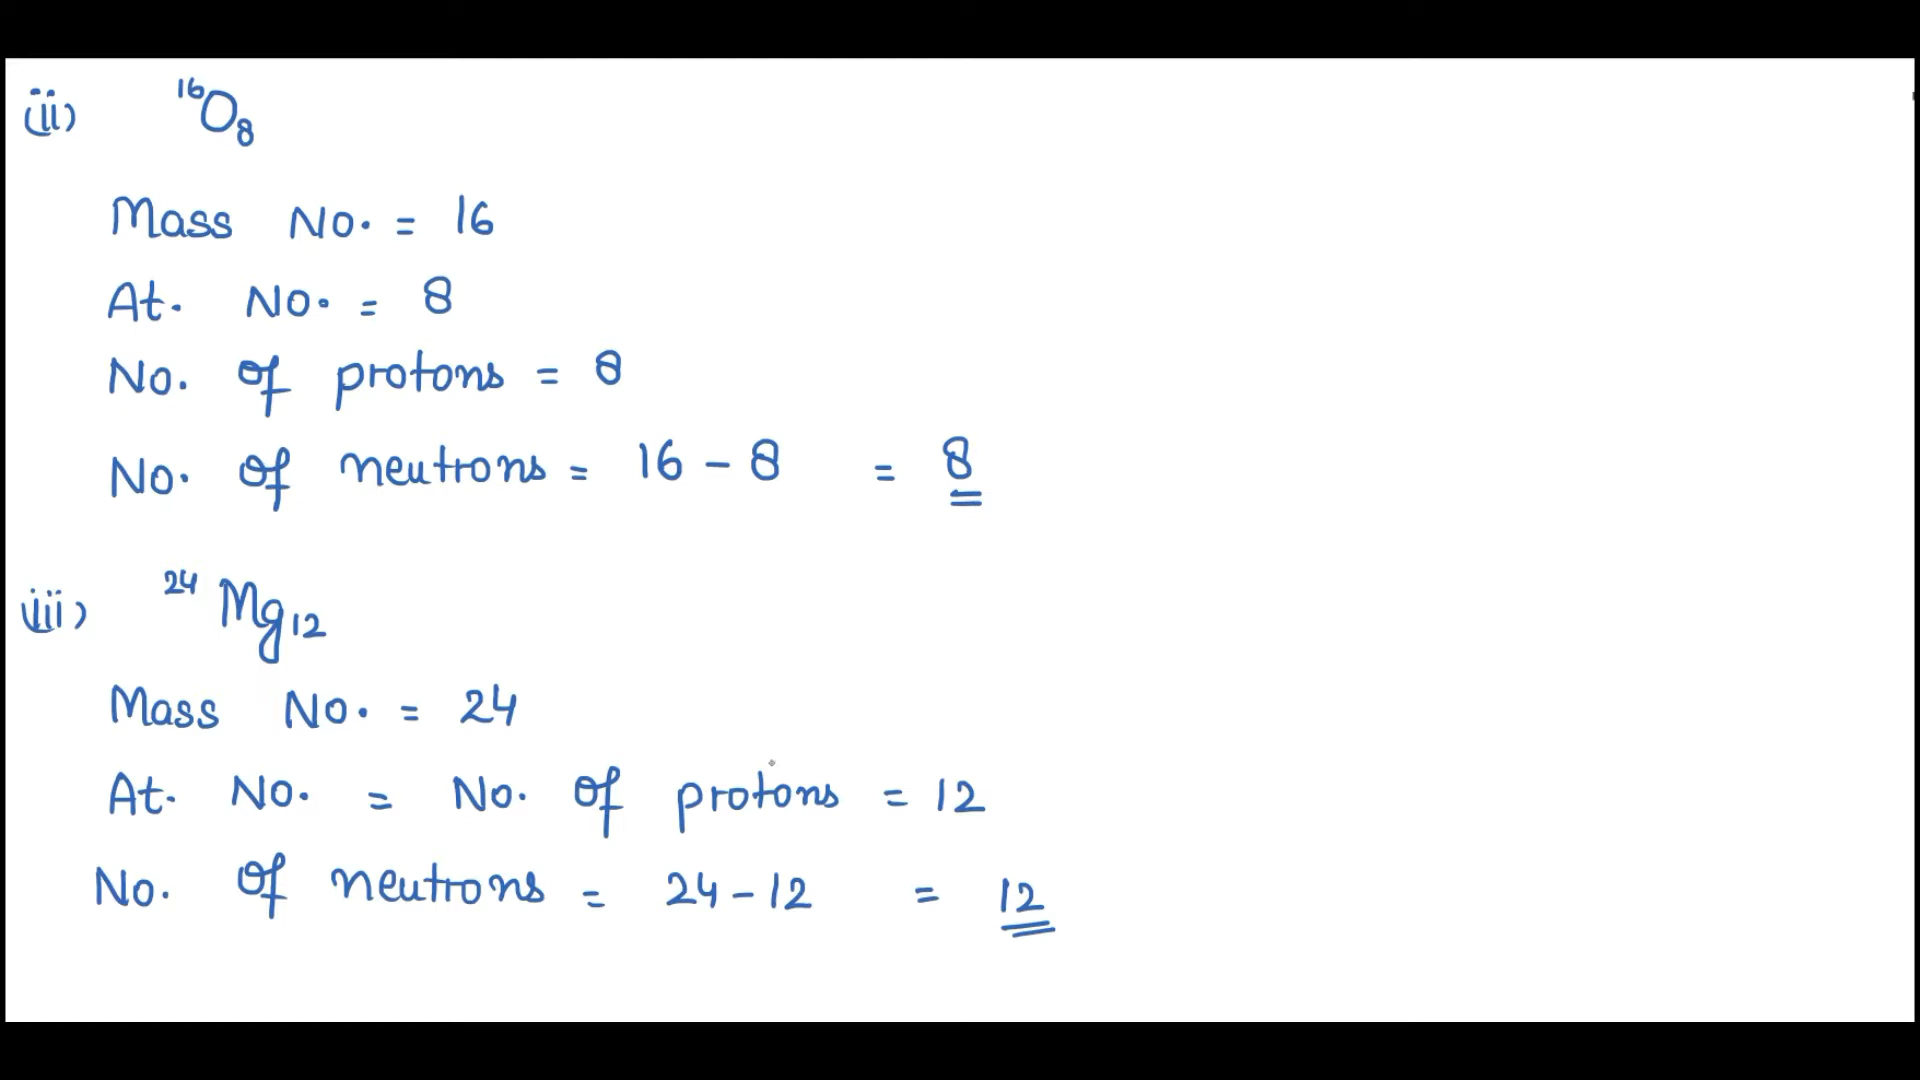 (ii) ¹⁶O₈
Mass No. = 16
At. No. = 8
No. of protons = 8
No. of neutrons = 16 - 8 = 8
(iii) ²⁴Mg₁₂
Mass No. = 24
At. No. = No. of protons = 12
No. of neutrons = 24 - 12 = 12